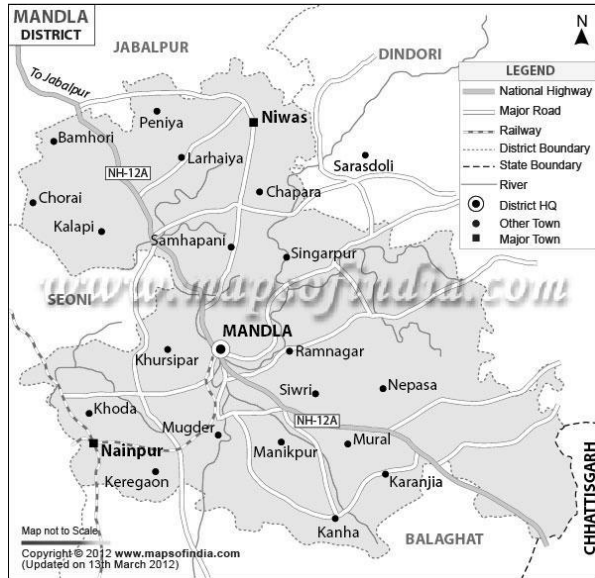 MANDLA
DISTRICT
JABALPUR
DINDORI
N
To Jabalpur
LEGEND
National Highway
Major Road
Railway
District Boundary
State Boundary
River
District HQ
Other Town
Major Town
Peniya
Niwas
Bamhori
Larhaiya
Sarasdoli
NH-12A
Chapara
Chorai
Kalapi
Samhapani
Singarpur
www.mapsofindia.com
SEONI
MANDLA
Khursipar
Ramnagar
Siwri
Nepasa
Khoda
NH-12A
Mugder
Nainpur
Manikpur
Mural
Keregaon
Karanjia
Kanha
BALAGHAT
CHHATTISGARH
Map not to Scale
Copyright © 2012 www.mapsofindia.com
(Updated on 13th March 2012)